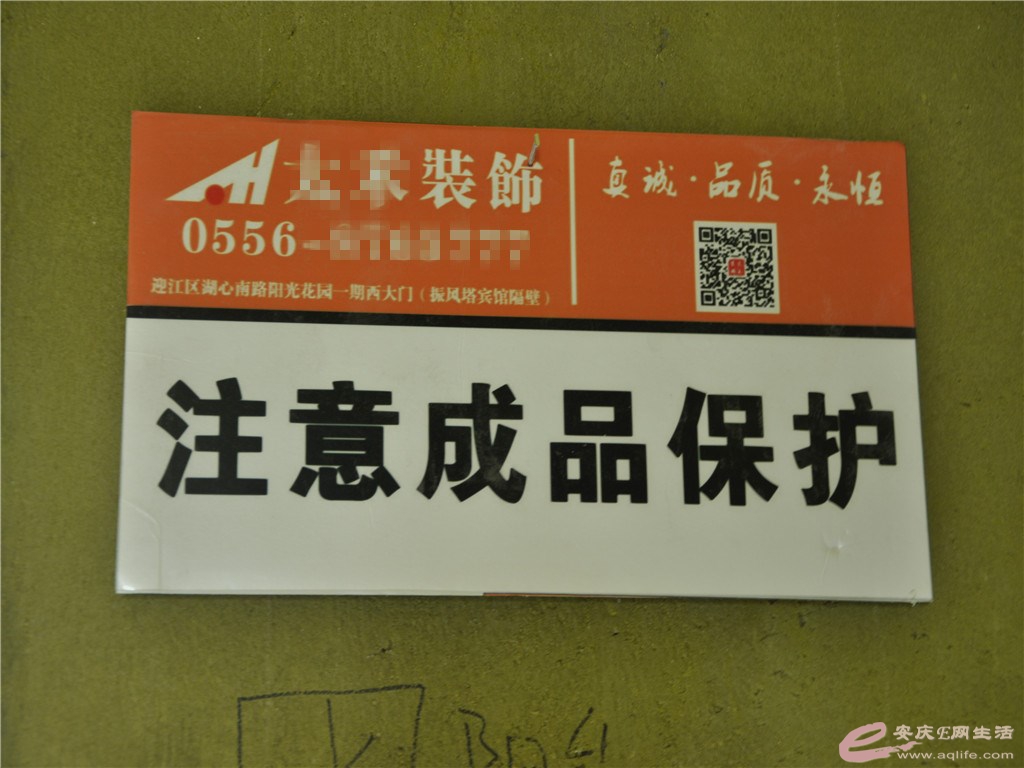 装飾
0556
迎江区湖心南路阳光花园一期西大门（振风塔宾馆隔壁）
真诚·品质·永恒
注意成品保护
安庆E网生活
www.aqlife.com